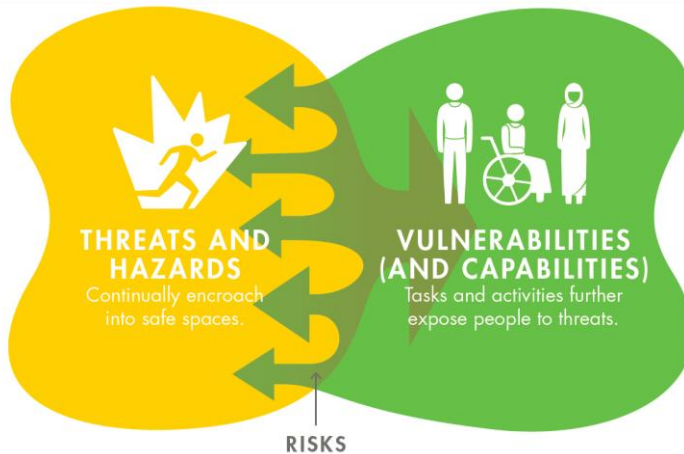 THREATS AND
HAZARDS
Continually encroach
into safe spaces.
VULNERABILITIES
(AND CAPABILITIES)
Tasks and activities further
expose people to threats.
RISKS